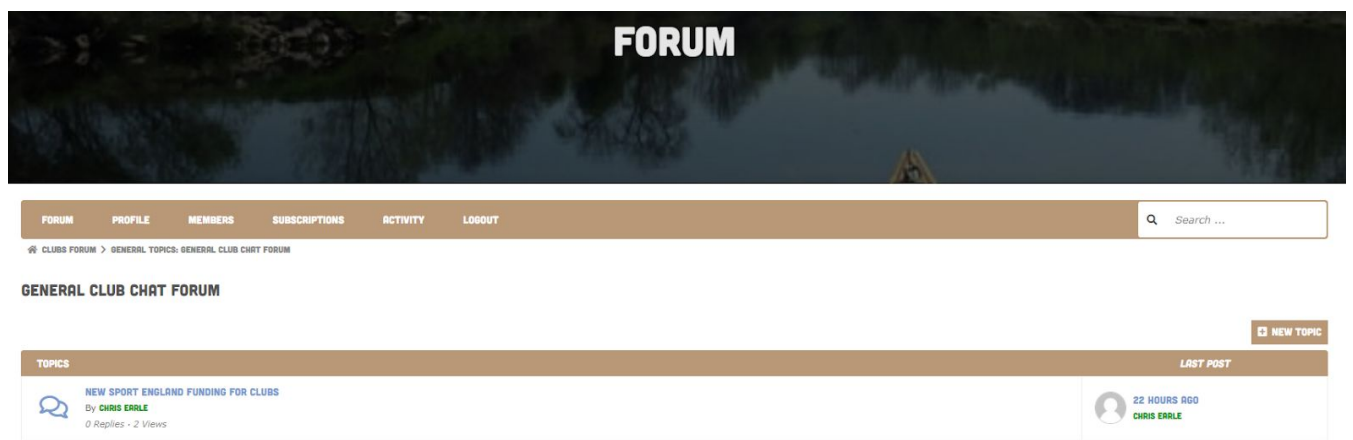 FORUM
FORUM PROFILE MEMBERS SUBSCRIPTIONS ACTIVITY LOGOUT Search ...
CLUBS FORUM > GENERAL TOPICS: GENERAL CLUB CHAT FORUM
GENERAL CLUB CHAT FORUM
NEW TOPIC
TOPICS LAST POST
NEW SPORT ENGLAND FUNDING FOR CLUBS
By CHRIS EARLE
0 Replies - 2 Views
22 HOURS AGO
CHRIS EARLE